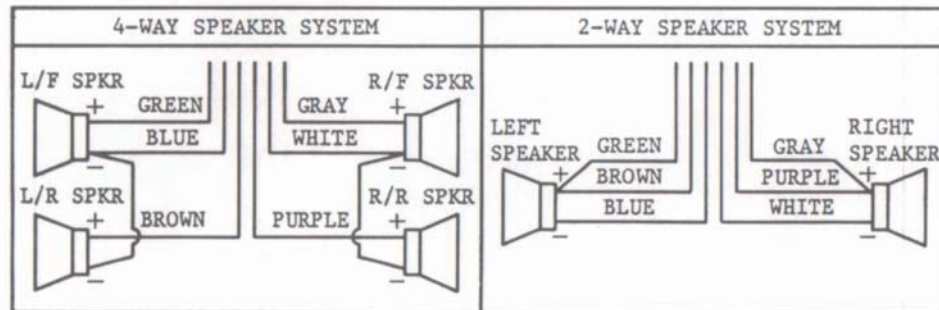 4-WAY SPEAKER SYSTEM
L/F SPKR
R/F SPKR
+
GREEN
GRAY
+
BLUE
WHITE
−
−
L/R SPKR
R/R SPKR
+
BROWN
PURPLE
+
−
−
2-WAY SPEAKER SYSTEM
LEFT
SPEAKER
RIGHT
SPEAKER
+
GREEN
GRAY
+
BROWN
PURPLE
BLUE
WHITE
−
−